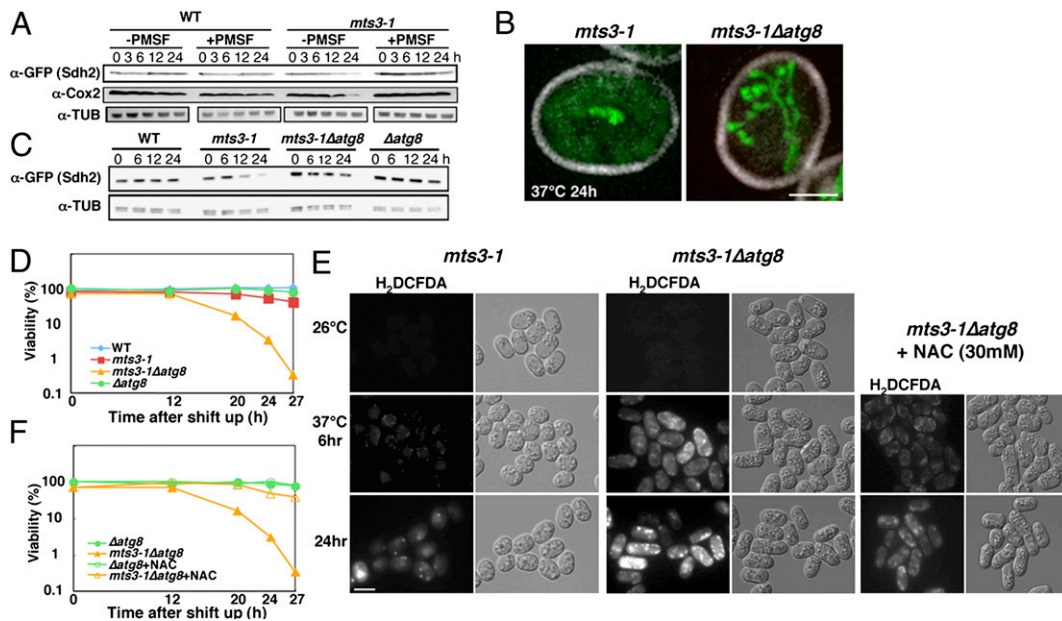 A
WT
mts3-1
-PMSF +PMSF -PMSF +PMSF
0 3 6 12 24 0 3 6 12 24 0 3 6 12 24 0 3 6 12 24 h
α-GFP (Sdh2)
α-Cox2
α-TUB
B
mts3-1 mts3-1Δatg8
37°C 24h
C
WT mts3-1 mts3-1Δatg8 Δatg8
0 6 12 24 0 6 12 24 0 6 12 24 0 6 12 24 h
α-GFP (Sdh2)
α-TUB
D
Viability (%)
100
10
1
0.1
WT
mts3-1
mts3-1Δatg8
Δatg8
0 12 20 24 27
Time after shift up (h)
E
mts3-1 mts3-1Δatg8
H₂DCFDA H₂DCFDA
26°C
37°C
6hr
24hr
mts3-1Δatg8
+ NAC (30mM)
H₂DCFDA
F
Viability (%)
100
10
1
0.1
Δatg8
mts3-1Δatg8
Δatg8+NAC
mts3-1Δatg8+NAC
0 12 20 24 27
Time after shift up (h)